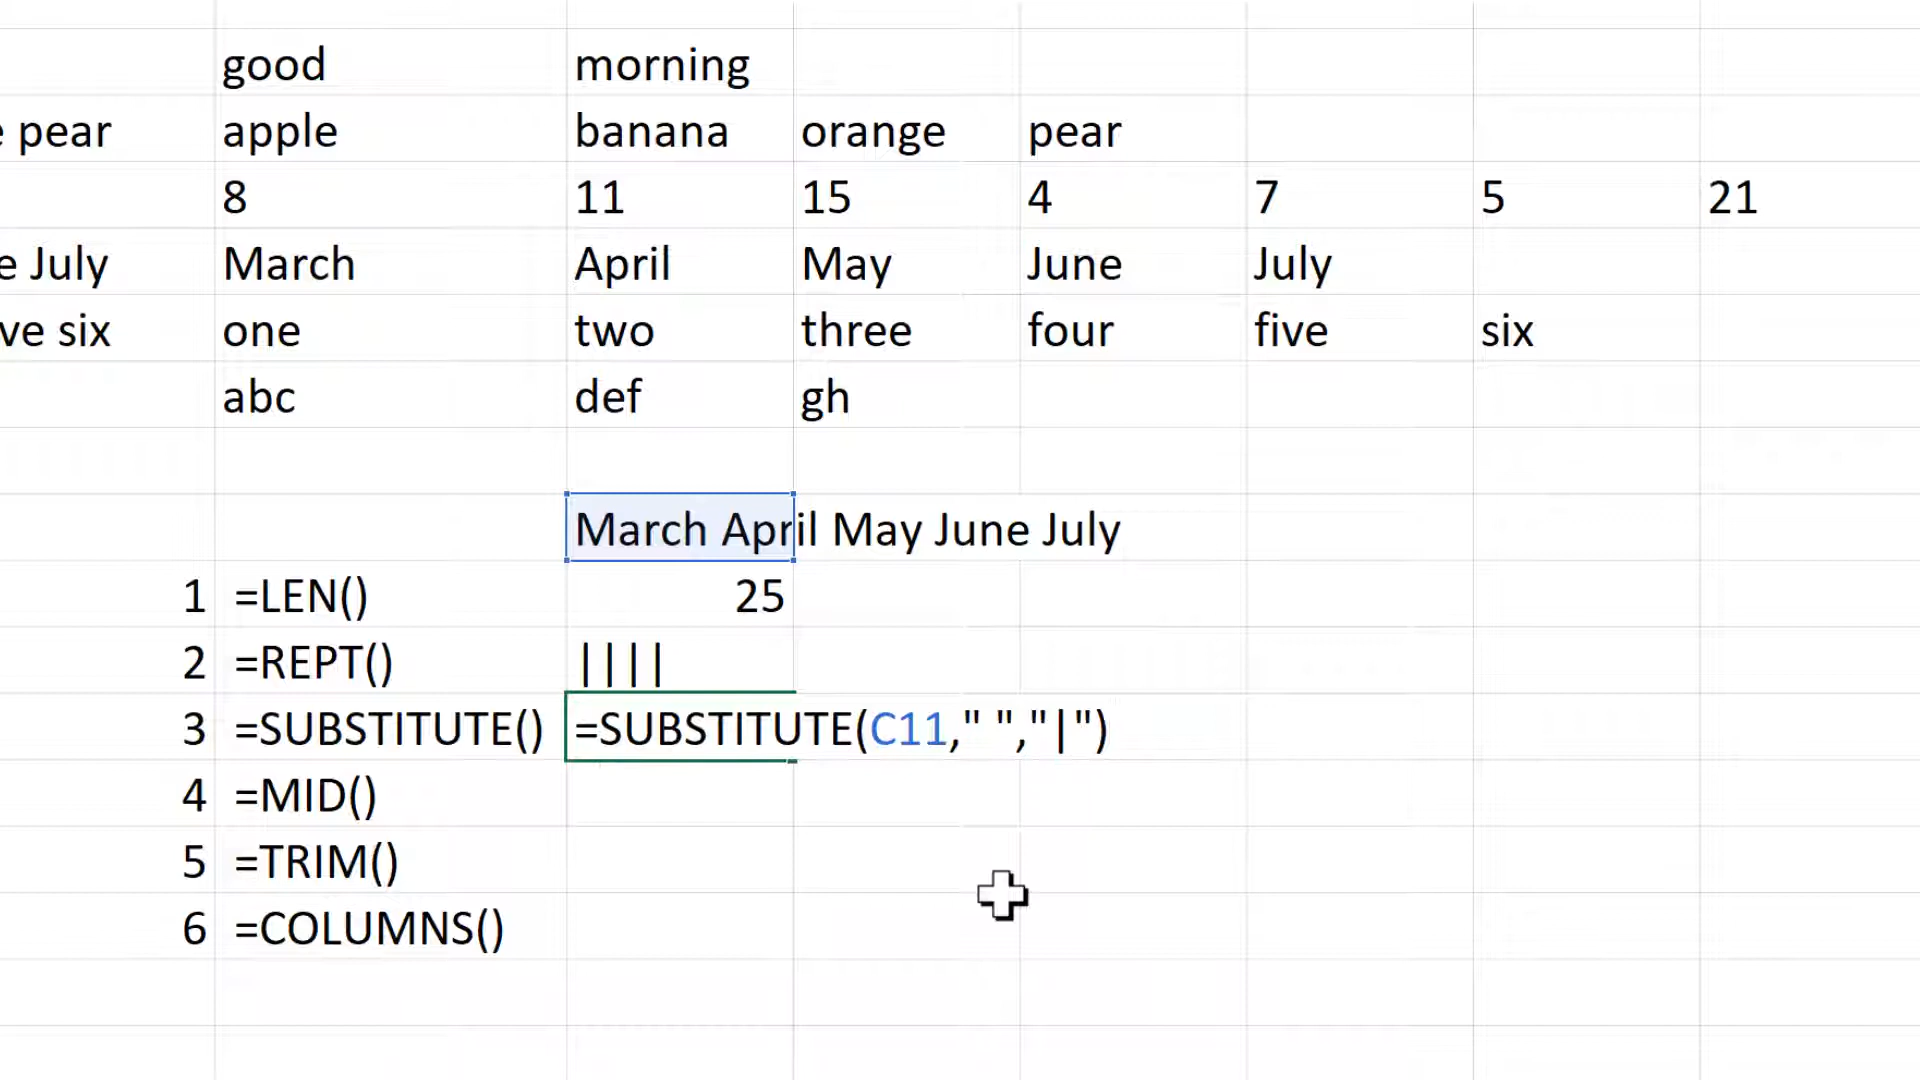 good morning
pear apple banana orange pear
8 11 15 4 7 5 21
e July March April May June July
ve six one two three four five six
abc def gh
March April May June July
1 =LEN() 25
2 =REPT() ||||
3 =SUBSTITUTE() =SUBSTITUTE(C11," ","|")
4 =MID()
5 =TRIM()
6 =COLUMNS()